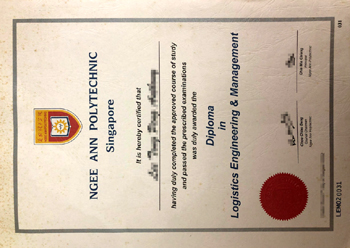 NGEE ANN POLYTECHNIC
Singapore
It is hereby certified that
having duly completed the approved course of study
and passed the prescribed examinations
was duly awarded the
Diploma
in
Logistics Engineering & Management
LEM020031